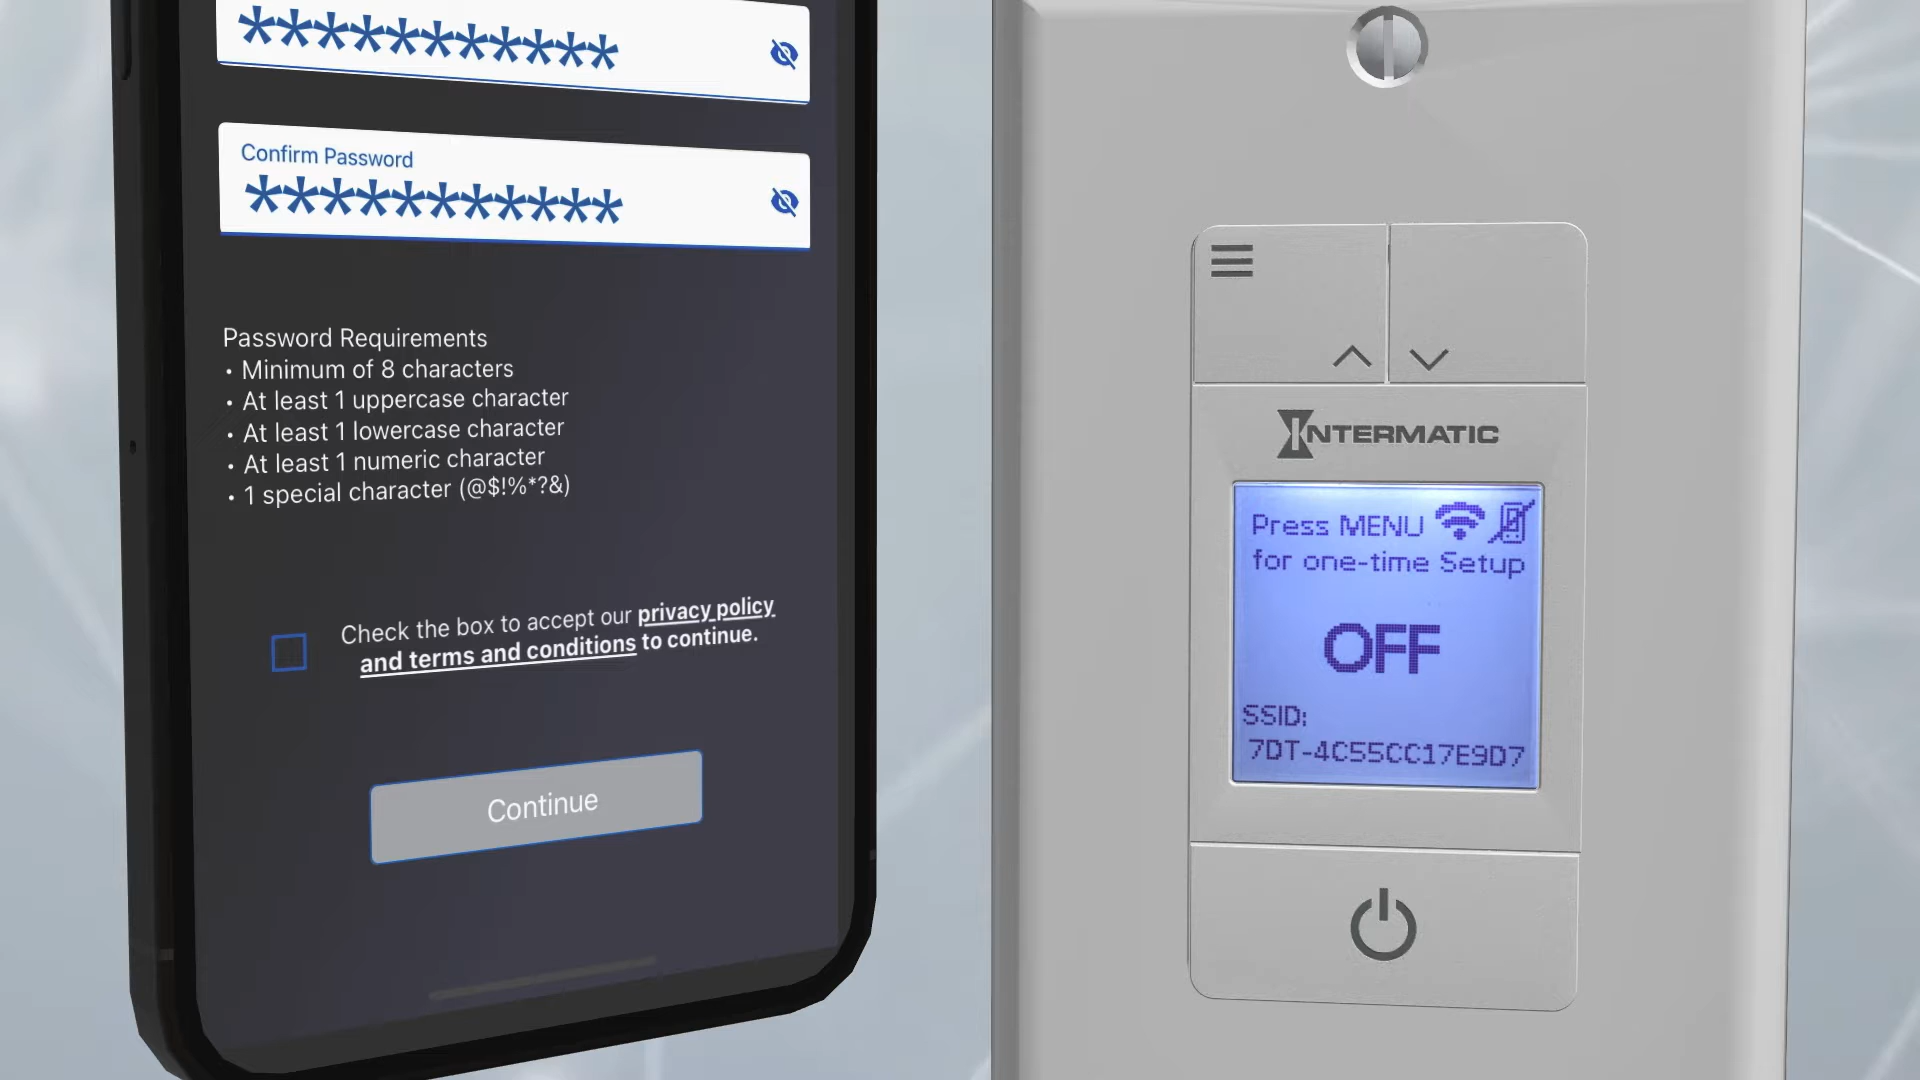 ***********
Confirm Password
***********
Password Requirements
• Minimum of 8 characters
• At least 1 uppercase character
• At least 1 lowercase character
• At least 1 numeric character
• 1 special character (@$!%*?&)
Check the box to accept our privacy policy
and terms and conditions to continue.
Continue
INTERMATIC
Press MENU
for one-time Setup
OFF
SSID:
7DT-4C55CC17E9D7